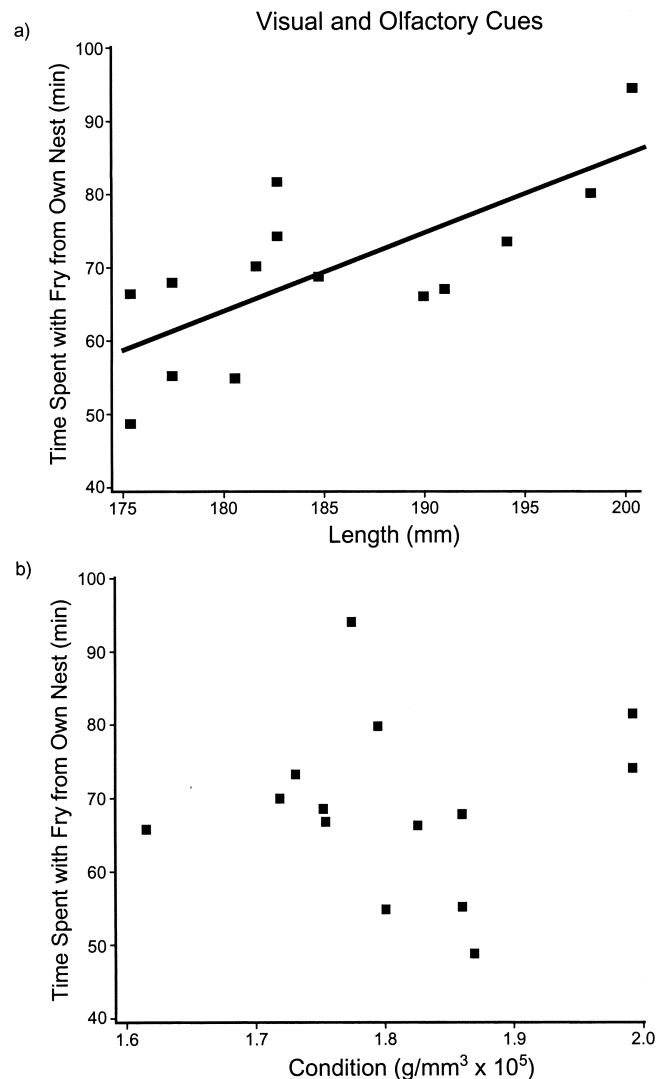 Visual and Olfactory Cues
a)
Time Spent with Fry from Own Nest (min)
100
90
80
70
60
50
40
175 180 185 190 195 200
Length (mm)
b)
Time Spent with Fry from Own Nest (min)
100
90
80
70
60
50
40
1.6 1.7 1.8 1.9 2.0
Condition (g/mm³ x 10⁵)